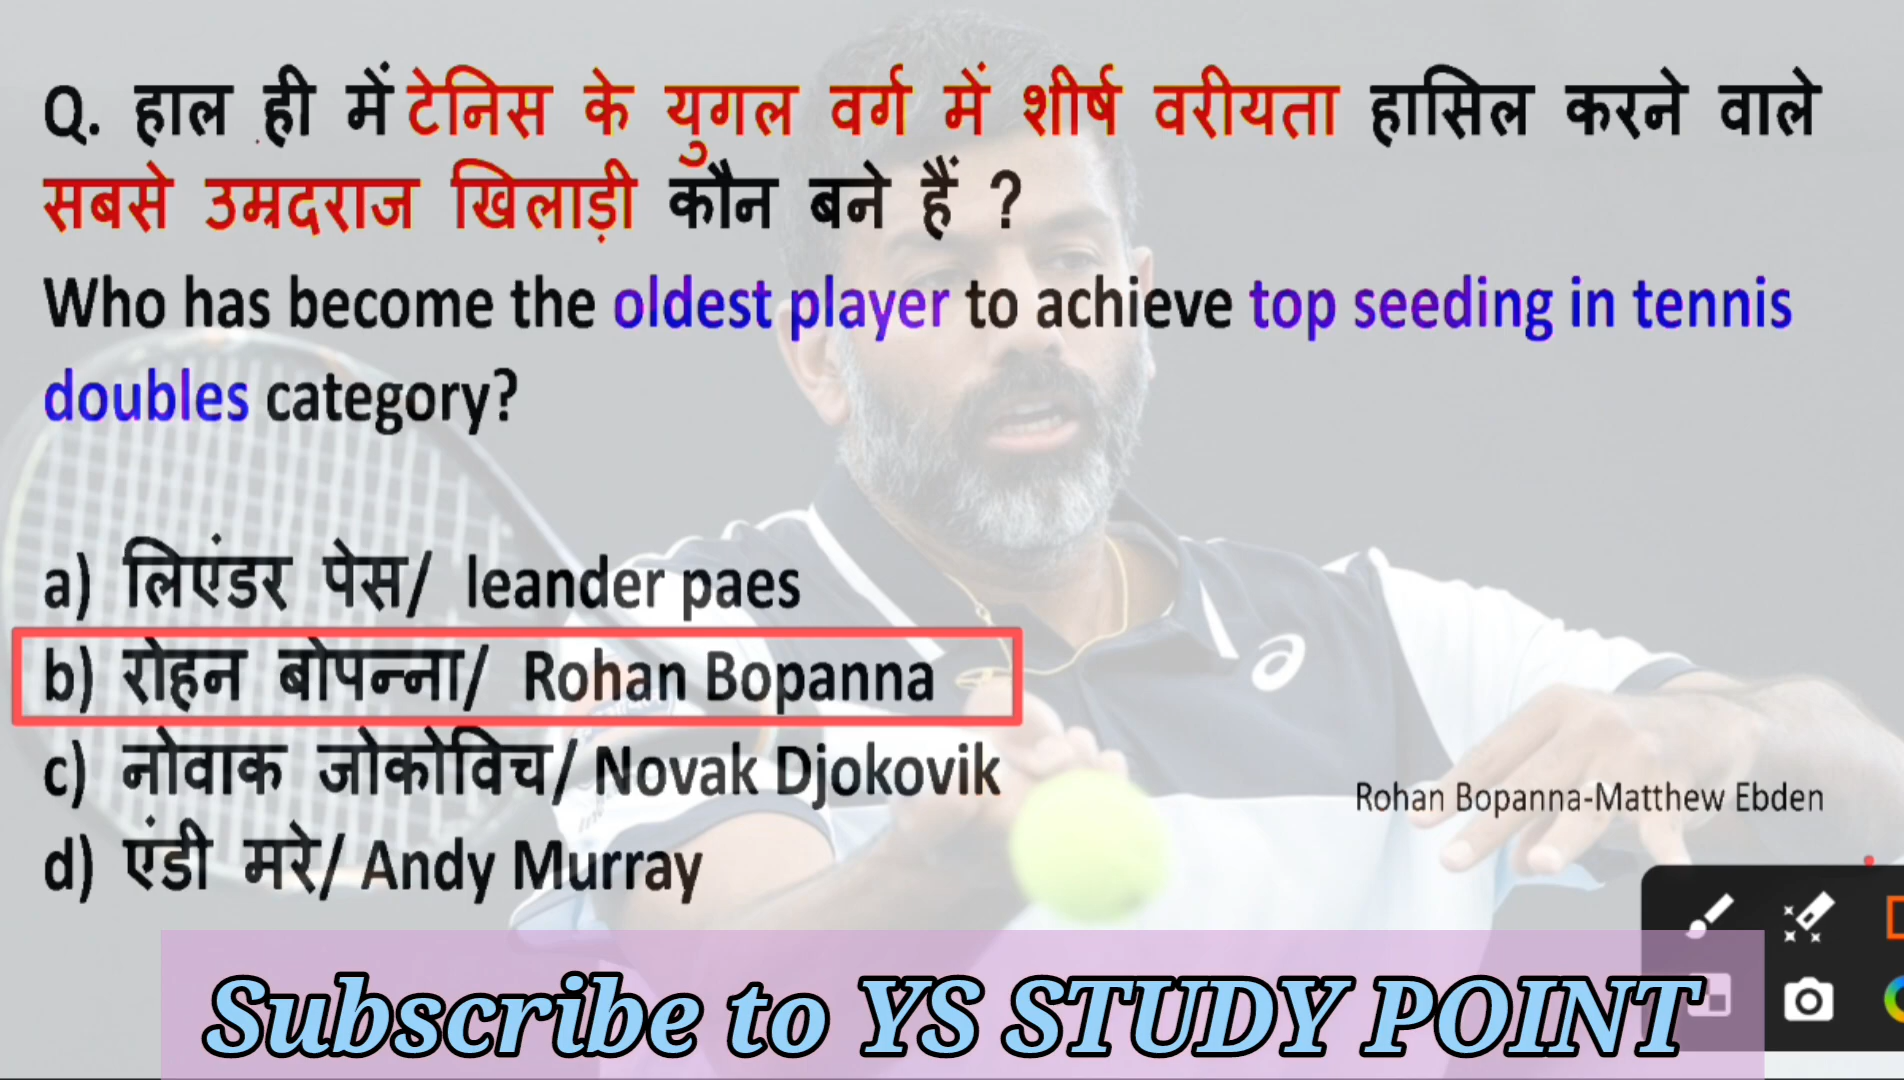 Q. हाल ही में टेनिस के युगल वर्ग में शीर्ष वरीयता हासिल करने वाले
सबसे उम्रदराज खिलाड़ी कौन बने हैं ?
Who has become the oldest player to achieve top seeding in tennis
doubles category?
a) लिएंडर पेस/ leander paes
b) रोहन बोपन्ना/ Rohan Bopanna
c) नोवाक जोकोविच/ Novak Djokovik
d) एंडी मरे/ Andy Murray
Rohan Bopanna-Matthew Ebden
Subscribe to YS STUDY POINT